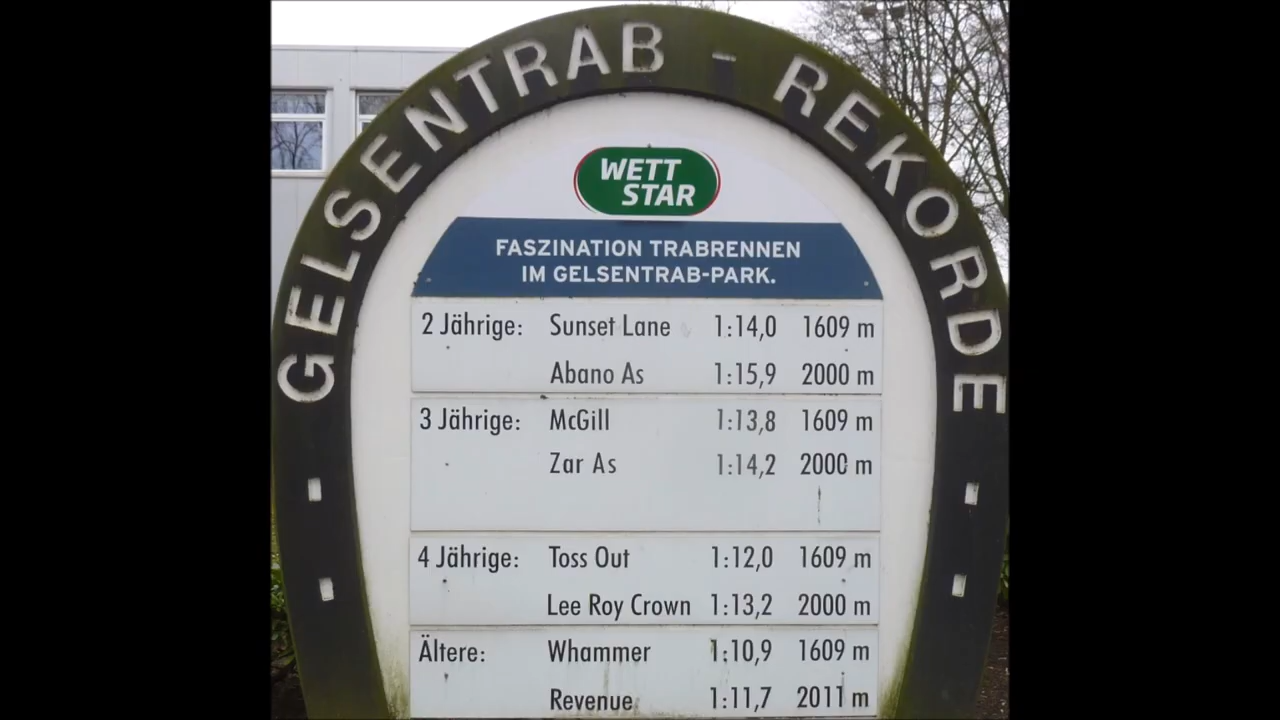 GELSENTRAB - REKORDE
WETT
STAR
FASZINATION TRABRENNEN
IM GELSENTRAB-PARK.
2 Jährige: Sunset Lane 1:14,0 1609 m
Abano As 1:15,9 2000 m
3 Jährige: McGill 1:13,8 1609 m
Zar As 1:14,2 2000 m
4 Jährige: Toss Out 1:12,0 1609 m
Lee Roy Crown 1:13,2 2000 m
Ältere: Whammer 1:10,9 1609 m
Revenue 1:11,7 2011 m